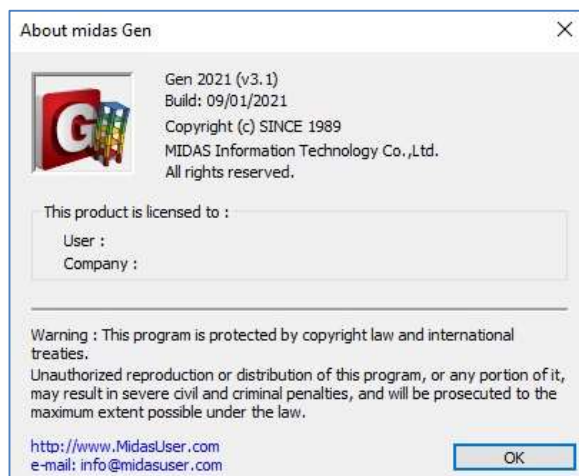 About midas Gen
G
Gen 2021 (v3.1)
Build: 09/01/2021
Copyright (c) SINCE 1989
MIDAS Information Technology Co.,Ltd.
All rights reserved.
This product is licensed to :
User :
Company :
Warning : This program is protected by copyright law and international
treaties.
Unauthorized reproduction or distribution of this program, or any portion of it,
may result in severe civil and criminal penalties, and will be prosecuted to the
maximum extent possible under the law.
http://www.MidasUser.com
e-mail: info@midasuser.com
OK